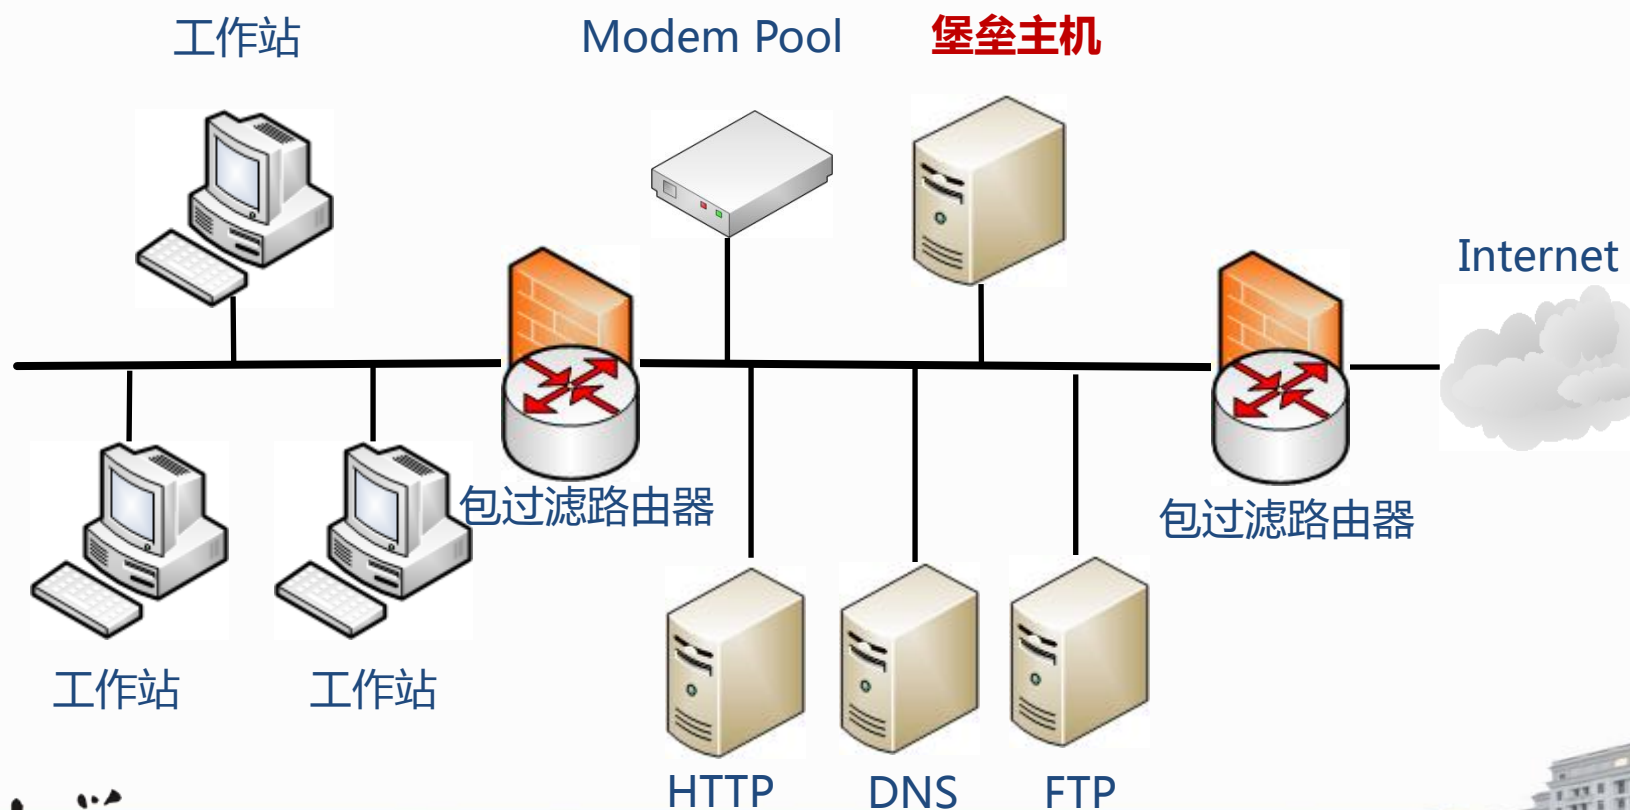 工作站
Modem Pool
堡垒主机
Internet
包过滤路由器
包过滤路由器
工作站
工作站
HTTP
DNS
FTP